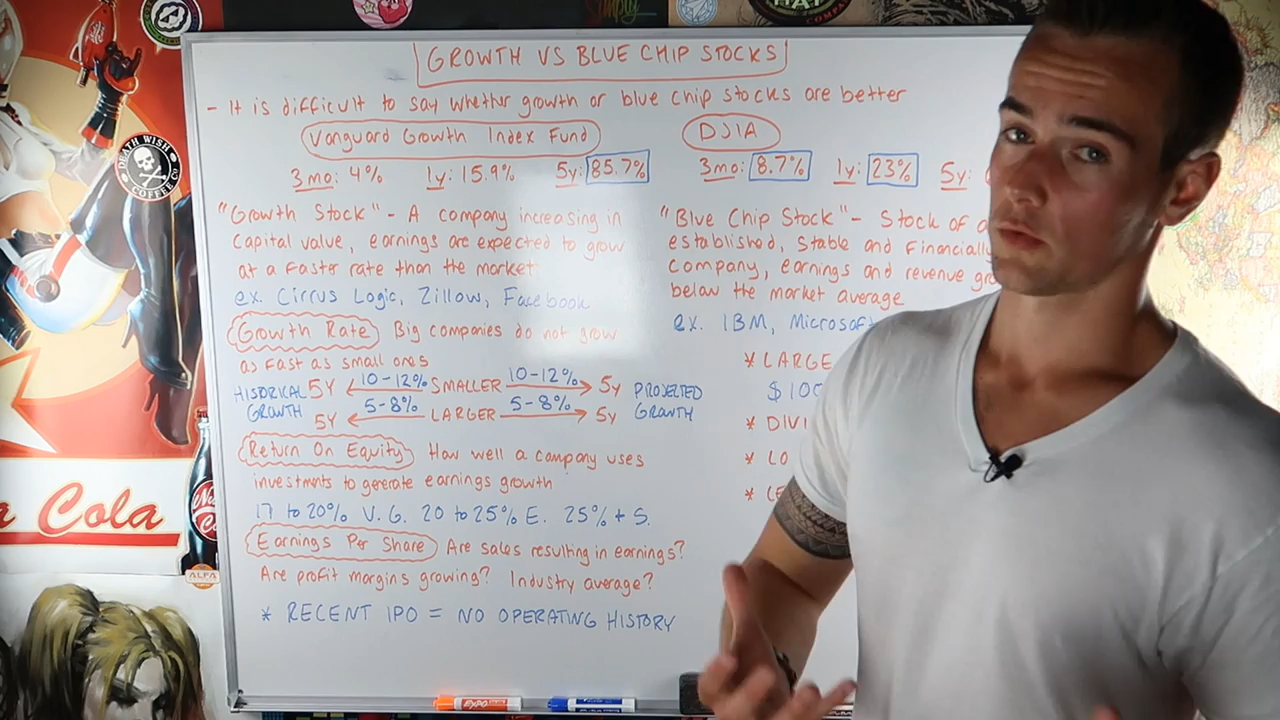 GROWTH VS BLUE CHIP STOCKS
- It is difficult to say whether growth or blue chip stocks are better
Vanguard Growth Index Fund
3mo: 4% 1y: 15.9% 5y: 85.7%
"Growth Stock" - A company increasing in
capital value, earnings are expected to grow
at a faster rate than the market
ex. Cirrus Logic, Zillow, Facebook
Growth Rate Big companies do not grow
as fast as small ones
HISTORICAL GROWTH 5Y 10-12% SMALLER 10-12% 5y PROJECTED GROWTH
5Y 5-8% LARGER 5-8% 5y
Return On Equity How well a company uses
investments to generate earnings growth
17 to 20% V.G. 20 to 25% E. 25% + S.
Earnings Per Share Are sales resulting in earnings?
Are profit margins growing? Industry average?
* RECENT IPO = NO OPERATING HISTORY
DJIA
3mo: 8.7% 1y: 23% 5y:
"Blue Chip Stock" - Stock of a
established, stable and financially
company, earnings and revenue
below the market average
ex. IBM, Microsoft
* LARGE
$100
* DIVI
* LO
*
DEATH WISH
COFFEE CO
Cola
ALFA
EXPO